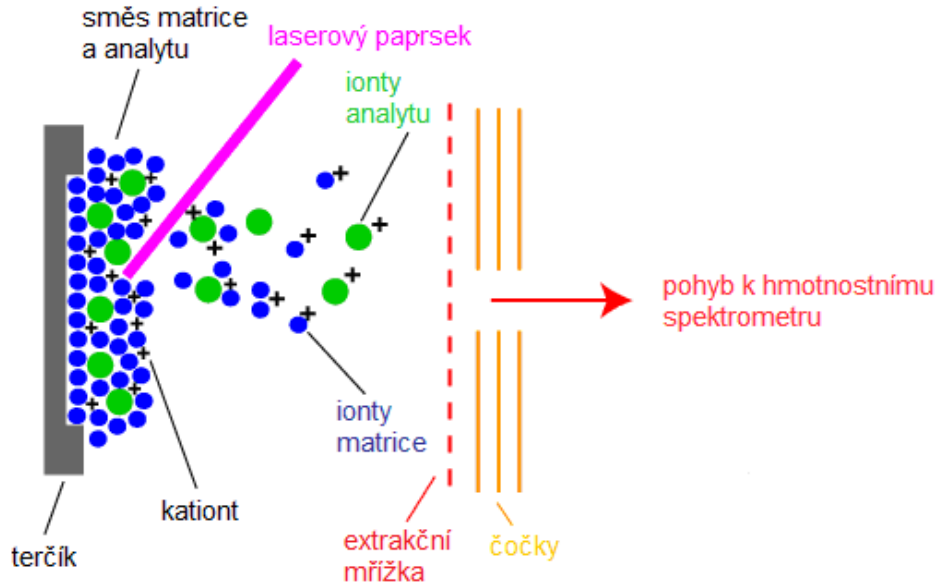 směs matrice
a analytu
laserový paprsek
ionty
analytu
pohyb k hmotnostnímu
spektrometru
ionty
matrice
kationt
terčík
extrakční
mřížka
čočky